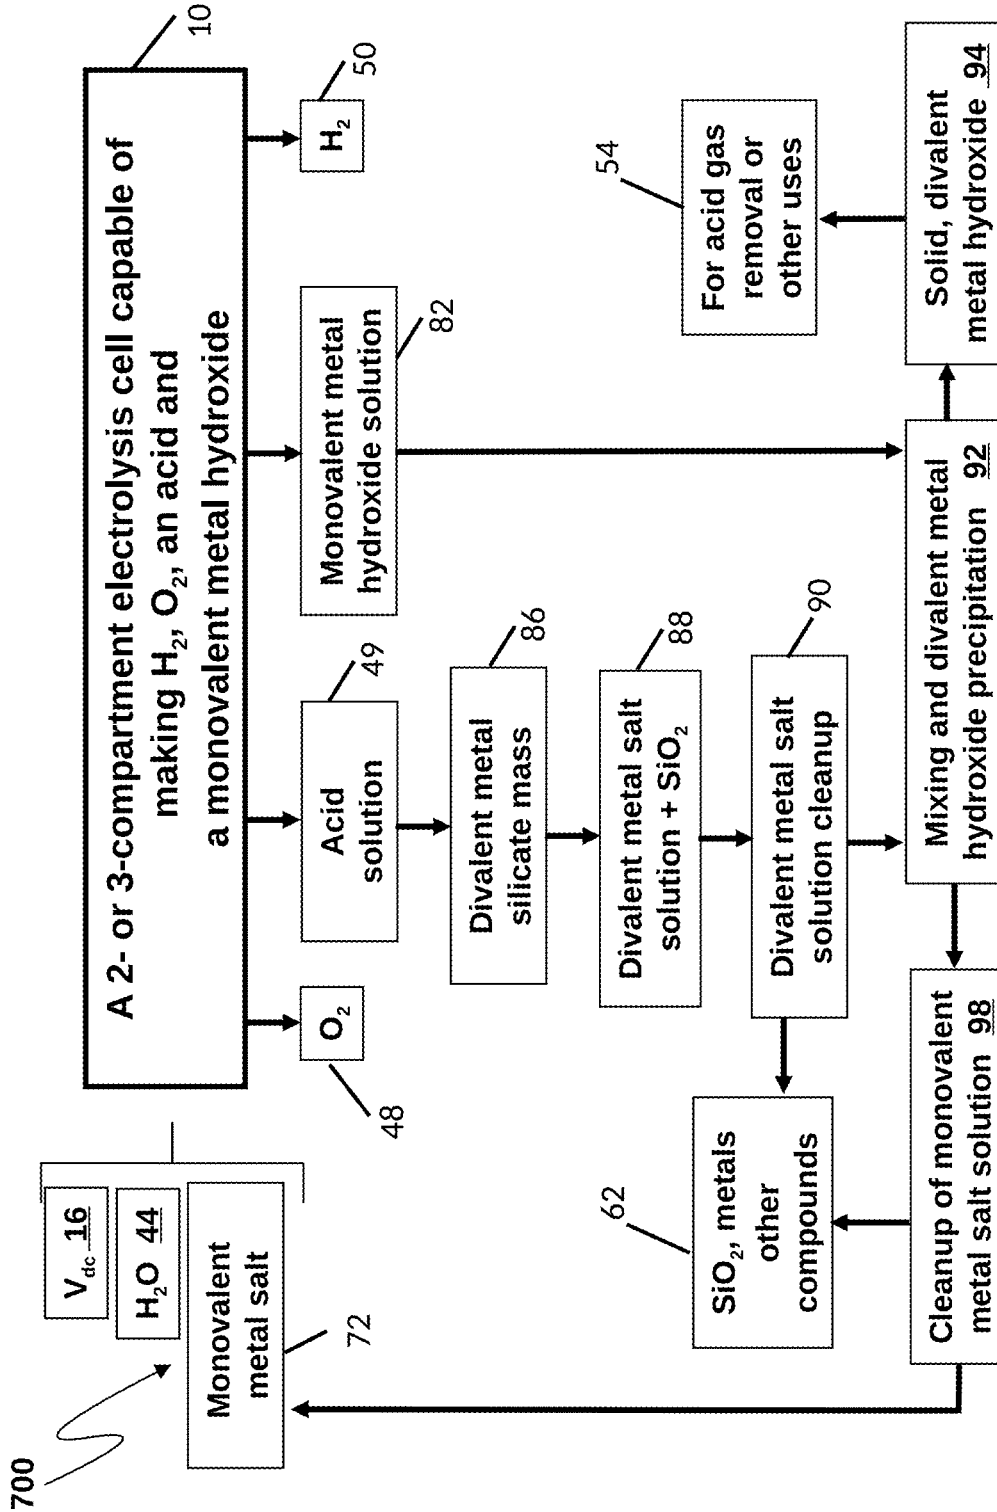 700
V_dc 16
H₂O 44
Monovalent
metal salt
72
A 2- or 3-compartment electrolysis cell capable of
making H₂, O₂, an acid and
a monovalent metal hydroxide
10
O₂
48
Acid
solution
49
Monovalent metal
hydroxide solution
82
H₂
50
Divalent metal
silicate mass
86
Divalent metal salt
solution + SiO₂
88
Divalent metal salt
solution cleanup
90
SiO₂, metals
other
compounds
62
For acid gas
removal or
other uses
54
Cleanup of monovalent
metal salt solution 98
Mixing and divalent metal
hydroxide precipitation 92
Solid, divalent
metal hydroxide 94